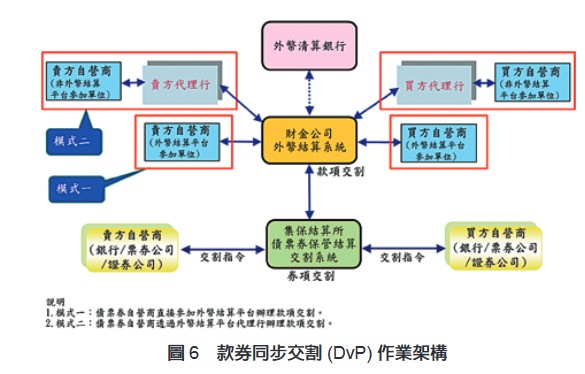 外幣清算銀行
賣方自營商
(非外幣結算
平台參加單位)
賣方代理行
買方代理行
買方自營商
(非外幣結算
平台參加單位)
模式二
賣方自營商
(外幣結算平台
參加單位)
財金公司
外幣結算系統
買方自營商
(外幣結算平台
參加單位)
模式一
款項交割
賣方自營商
(銀行/票券公司
/證券公司)
交割指令
集保結算所
債票券保管結算
交割系統
交割指令
買方自營商
(銀行/票券公司
/證券公司)
券項交割
說明
1.模式一：債票券自營商直接參加外幣結算平台辦理款項交割。
2.模式二：債票券自營商透過外幣結算平台代理行辦理款項交割。
圖 6 款券同步交割 (DvP) 作業架構